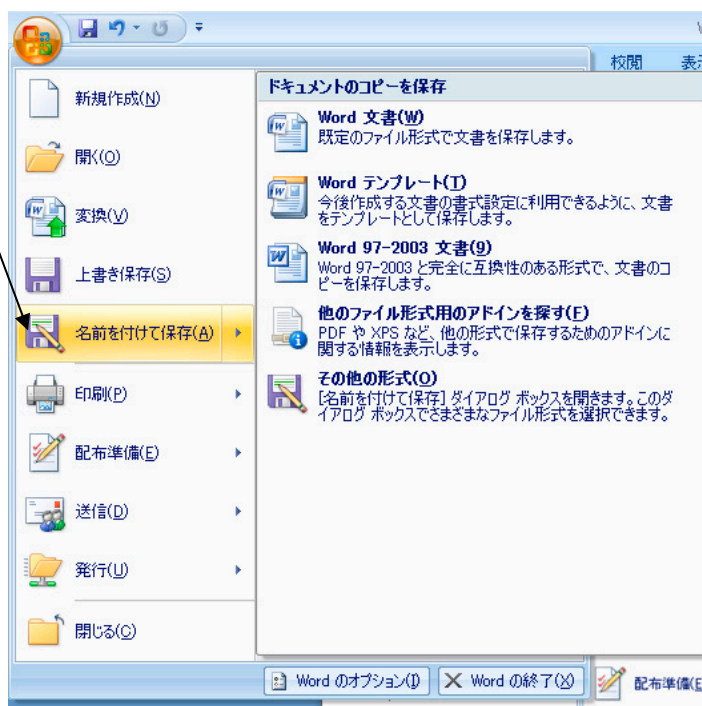 校閲
新規作成(N)
開く(O)
変換(V)
上書き保存(S)
名前を付けて保存(A)
印刷(P)
配布準備(E)
送信(D)
発行(U)
閉じる(C)
ドキュメントのコピーを保存
Word 文書(W)
既定のファイル形式で文書を保存します。
Word テンプレート(T)
今後作成する文書の書式設定に利用できるように、文書
をテンプレートとして保存します。
Word 97-2003 文書(9)
Word 97-2003 と完全に互換性のある形式で、文書のコ
ピーを保存します。
他のファイル形式用のアドインを探す(F)
PDF や XPS など、他の形式で保存するためのアドインに
関する情報を表示します。
その他の形式(O)
[名前を付けて保存] ダイアログ ボックスを開きます。このダ
イアログ ボックスでさまざまなファイル形式を選択できます。
Word のオプション(I)
Word の終了(X)
配布準備(E